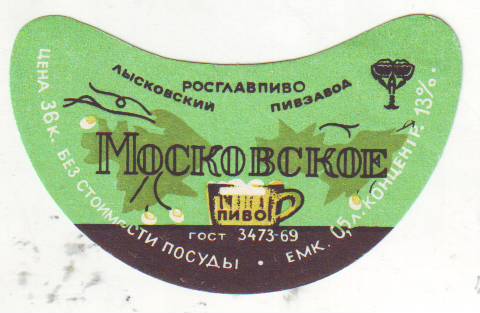 РОСГЛАВПИВО
ЛЫСКОВСКИЙ ПИВЗАВОД
МОСКОВСКОЕ
ПИВО
ГОСТ 3473-69
ЦЕНА 36 к. БЕЗ СТОИМОСТИ ПОСУДЫ • ЕМК. 0,5 л. КОНЦЕНТР. 13%.